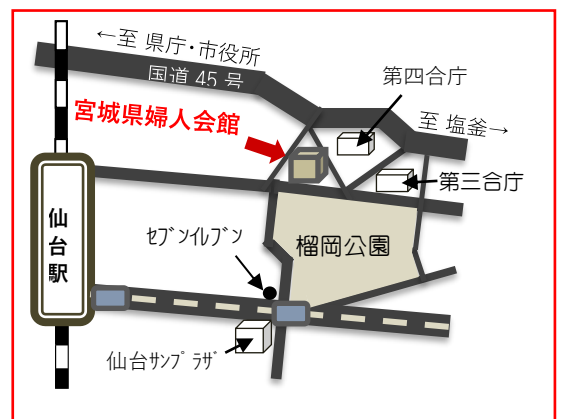 ←至 県庁・市役所
国道 45 号
第四合庁
宮城県婦人会館
至 塩釜→
第三合庁
仙台駅
ｾﾌﾞﾝｲﾚﾌﾞﾝ
榴岡公園
仙台ｻﾝﾌﾟﾗｻﾞ